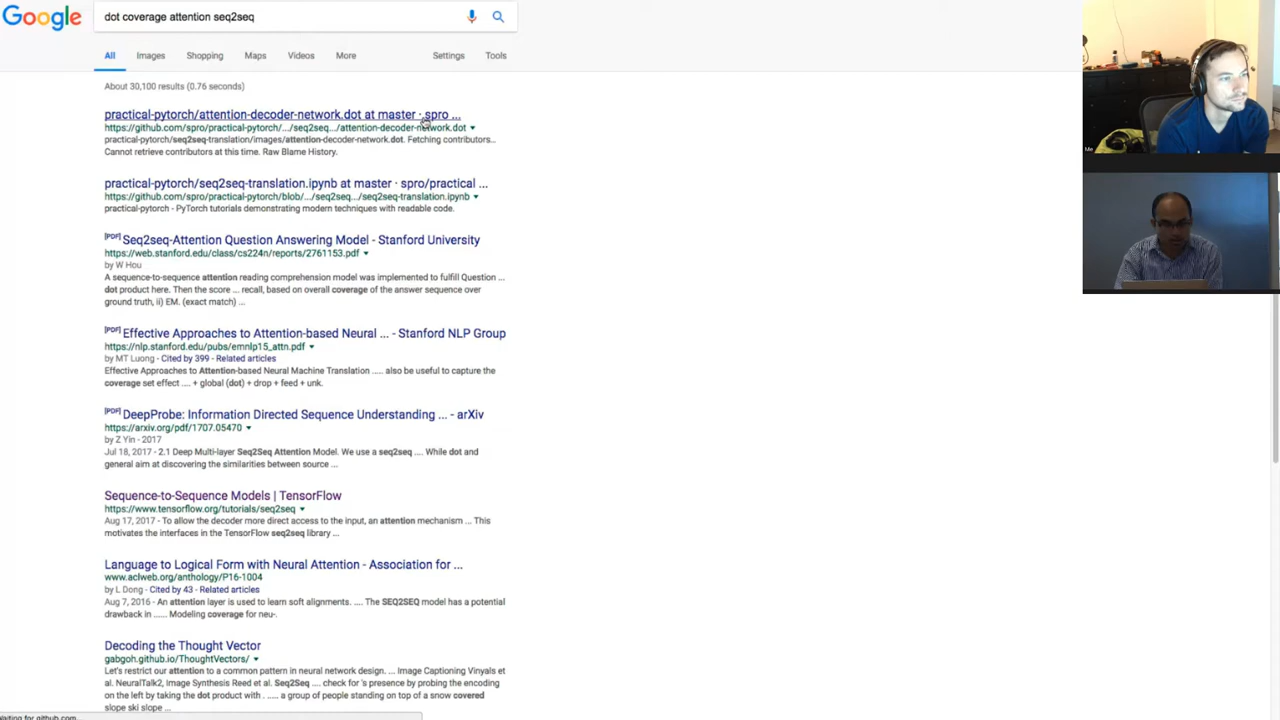 Google
dot coverage attention seq2seq
All Images Shopping Maps Videos More Settings Tools
About 30,100 results (0.76 seconds)
practical-pytorch/attention-decoder-network.dot at master · spro ...
https://github.com/spro/practical-pytorch/.../seq2seq.../attention-decoder-network.dot
practical-pytorch/seq2seq-translation/images/attention-decoder-network.dot. Fetching contributors...
Cannot retrieve contributors at this time. Raw Blame History.
practical-pytorch/seq2seq-translation.ipynb at master · spro/practical ...
https://github.com/spro/practical-pytorch/blob/.../seq2seq.../seq2seq-translation.ipynb
practical-pytorch - PyTorch tutorials demonstrating modern techniques with readable code.
[PDF] Seq2seq-Attention Question Answering Model - Stanford University
https://web.stanford.edu/class/cs224n/reports/2761153.pdf
by W Hou
A sequence-to-sequence attention reading comprehension model was implemented to fulfill Question ...
dot product here. Then the score ... recall, based on overall coverage of the answer sequence over
ground truth, ii) EM. (exact match) ...
[PDF] Effective Approaches to Attention-based Neural ... - Stanford NLP Group
https://nlp.stanford.edu/pubs/emnlp15_attn.pdf
by MT Luong - Cited by 399 - Related articles
Effective Approaches to Attention-based Neural Machine Translation ..... also be useful to capture the
coverage set effect .... + global (dot) + drop + feed + unk.
[PDF] DeepProbe: Information Directed Sequence Understanding ... - arXiv
https://arxiv.org/pdf/1707.05470
by Z Yin - 2017
Jul 18, 2017 - 2.1 Deep Multi-layer Seq2Seq Attention Model. We use a seq2seq .... While dot and
general aim at discovering the similarities between source ...
Sequence-to-Sequence Models | TensorFlow
https://www.tensorflow.org/tutorials/seq2seq
Aug 17, 2017 - To allow the decoder more direct access to the input, an attention mechanism ... This
motivates the interfaces in the TensorFlow seq2seq library ...
Language to Logical Form with Neural Attention - Association for ...
www.aclweb.org/anthology/P16-1004
by L Dong - Cited by 43 - Related articles
Aug 7, 2016 - An attention layer is used to learn soft alignments. .... The SEQ2SEQ model has a potential
drawback in ...... Modeling coverage for neu-.
Decoding the Thought Vector
gabgoh.github.io/ThoughtVectors/
Let's restrict our attention to a common pattern in neural network design. ... Image Captioning Vinyals et
al. NeuralTalk2, Image Synthesis Reed et al. Seq2Seq .... check for 's presence by probing the encoding
on the left by taking the dot product with . ..... a group of people standing on top of a snow covered
slope ski slope ...
Waiting for github.com...
Me